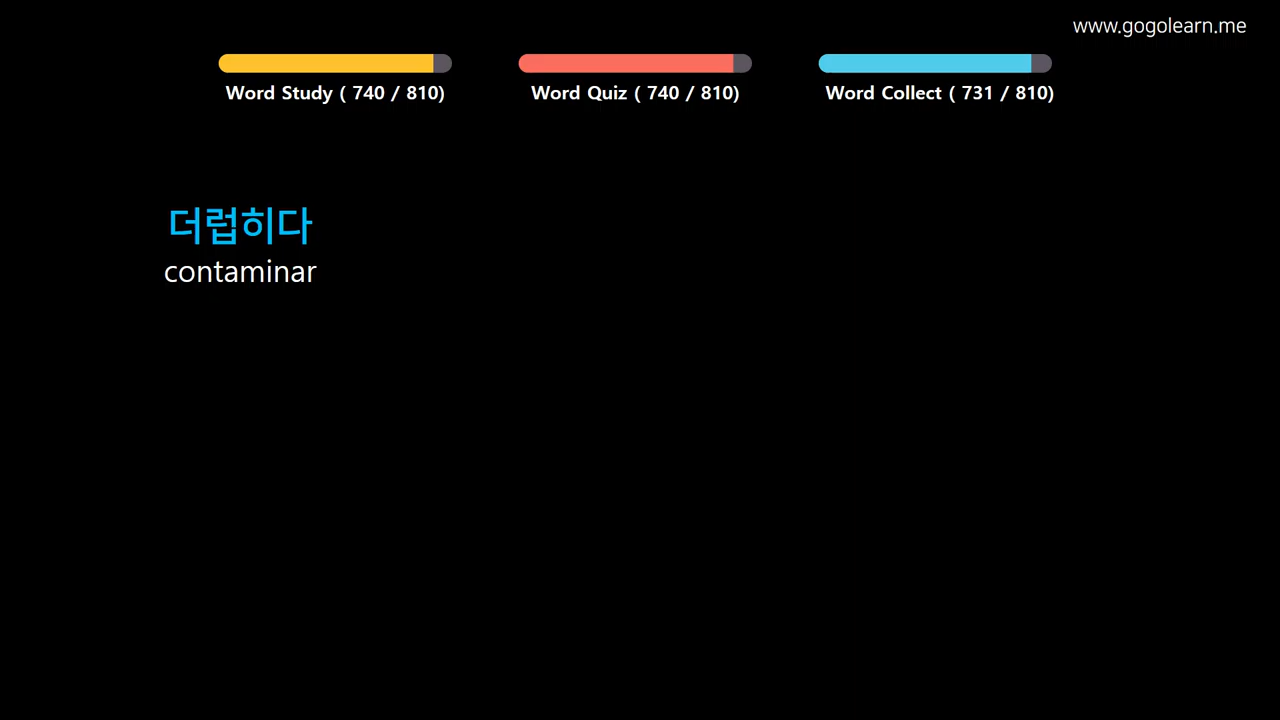 www.gogolearn.me
Word Study ( 740 / 810)
Word Quiz ( 740 / 810)
Word Collect ( 731 / 810)
더럽히다
contaminar